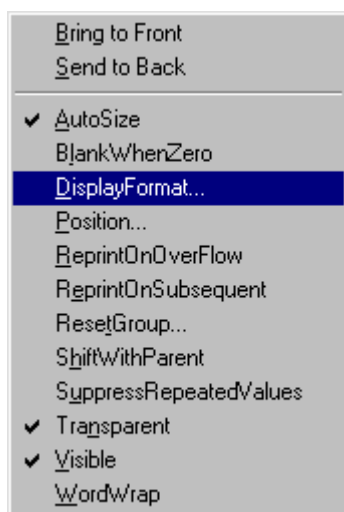 Bring to Front
Send to Back
AutoSize
BlankWhenZero
DisplayFormat...
Position...
ReprintOnOverFlow
ReprintOnSubsequent
ResetGroup...
ShiftWithParent
SuppressRepeatedValues
Transparent
Visible
WordWrap